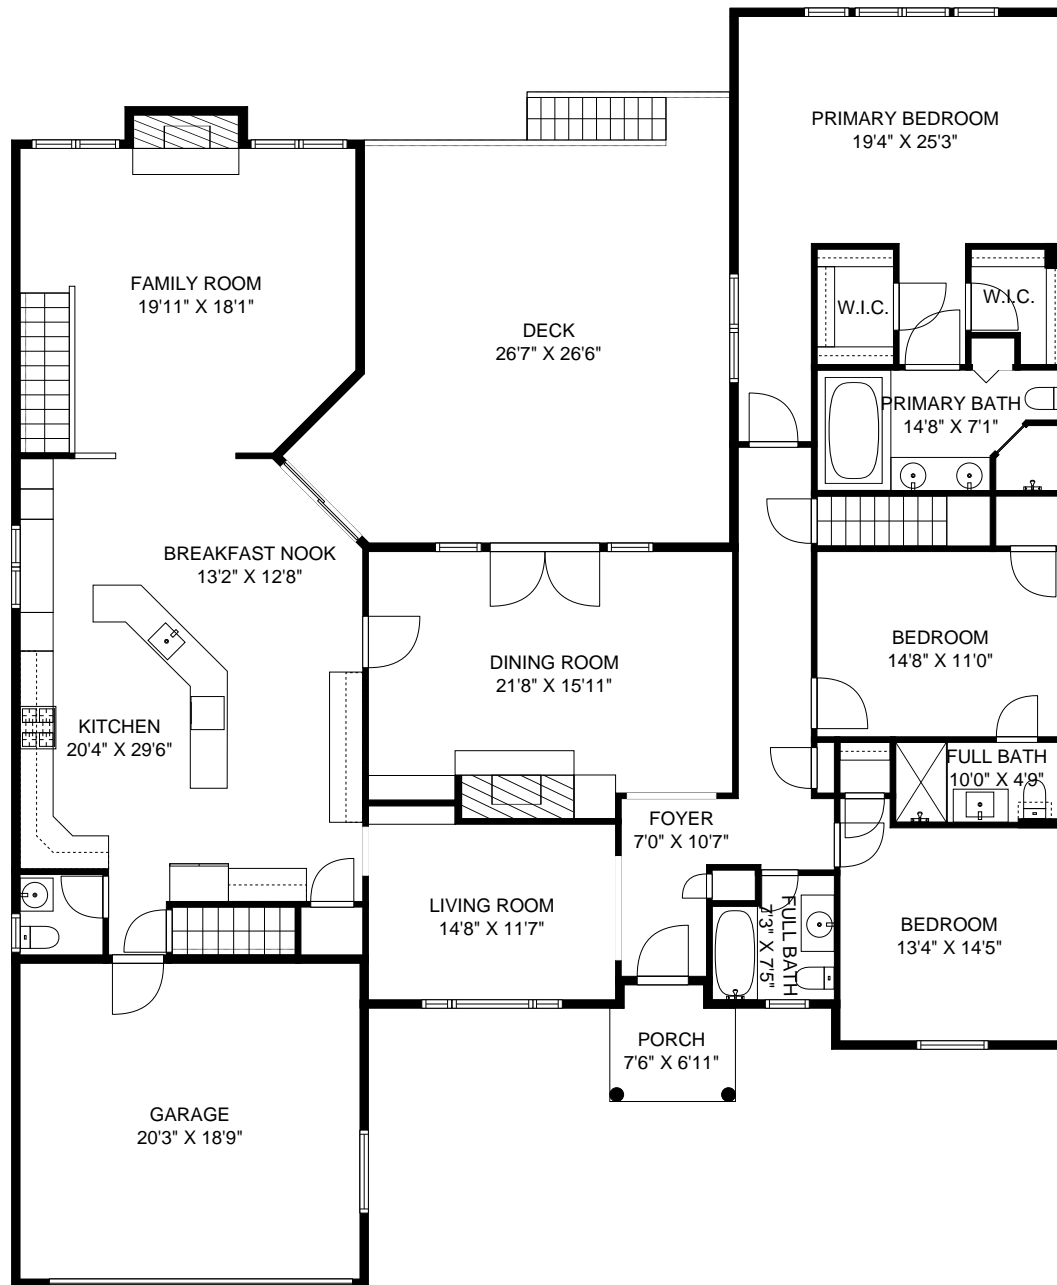 PRIMARY BEDROOM
19'4" X 25'3"
FAMILY ROOM
19'11" X 18'1"
DECK
26'7" X 26'6"
W.I.C.
W.I.C.
PRIMARY BATH
14'8" X 7'1"
BREAKFAST NOOK
13'2" X 12'8"
DINING ROOM
21'8" X 15'11"
BEDROOM
14'8" X 11'0"
KITCHEN
20'4" X 29'6"
FULL BATH
10'0" X 4'9"
FOYER
7'0" X 10'7"
LIVING ROOM
14'8" X 11'7"
FULL BATH
7'3" X 7'5"
BEDROOM
13'4" X 14'5"
PORCH
7'6" X 6'11"
GARAGE
20'3" X 18'9"